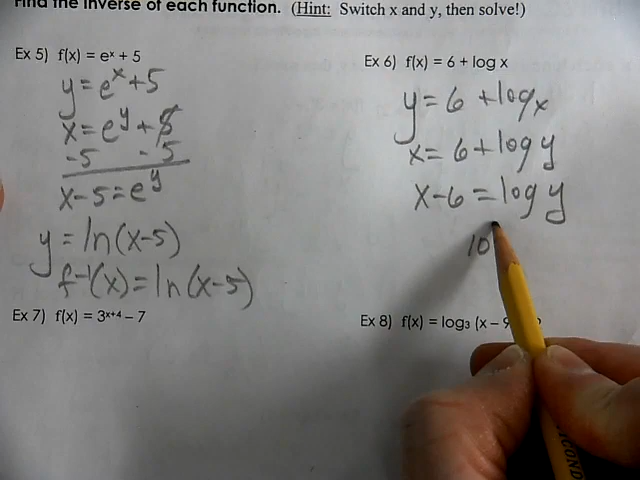 Find the inverse of each function. (Hint: Switch x and y, then solve!)
Ex 5) f(x) = eˣ + 5
y = eˣ + 5
x = eʸ + 5
-5 -5
x - 5 = eʸ
y = ln(x-5)
f⁻¹(x) = ln(x-5)
Ex 6) f(x) = 6 + log x
y = 6 + log x
x = 6 + log y
x - 6 = log y
10
Ex 7) f(x) = 3ˣ⁺⁴ – 7
Ex 8) f(x) = log₃ (x –
SECOND